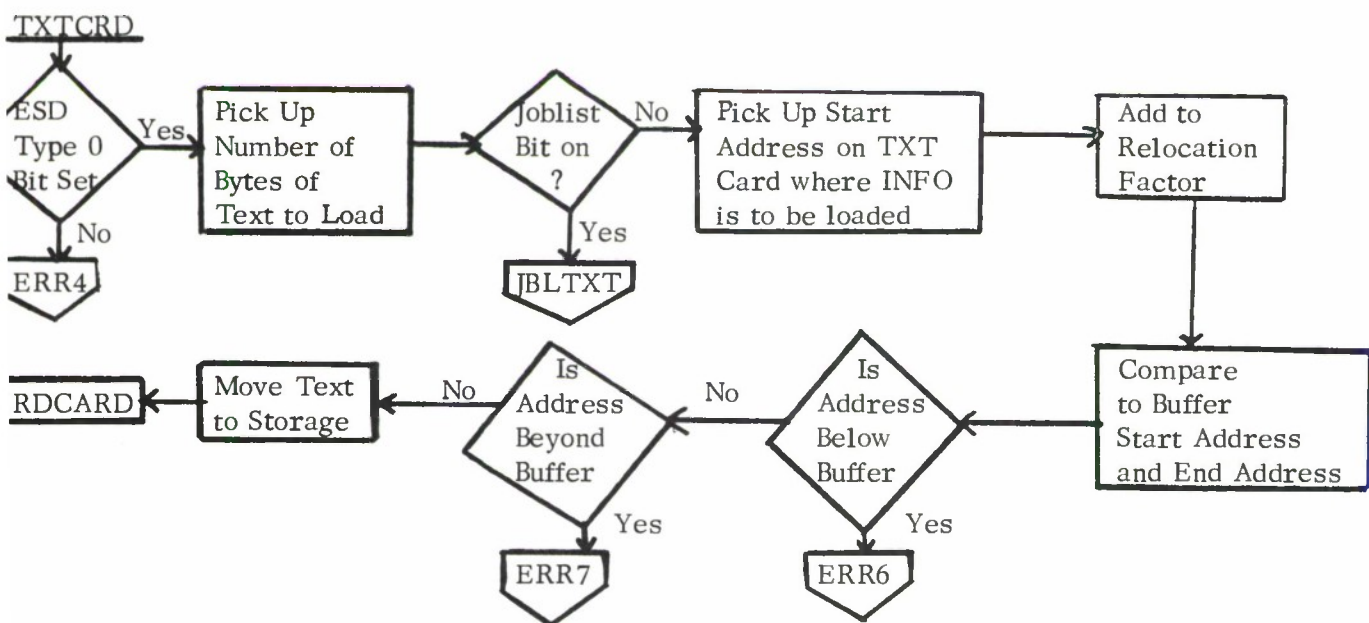 TXTCRD
ESD
Type 0
Bit Set
Yes
No
ERR4
Pick Up
Number of
Bytes of
Text to Load
Joblist
Bit on
?
No
Yes
JBLTXT
Pick Up Start
Address on TXT
Card where INFO
is to be loaded
Add to
Relocation
Factor
Compare
to Buffer
Start Address
and End Address
Is
Address
Below
Buffer
No
Yes
ERR6
Is
Address
Beyond
Buffer
No
Yes
ERR7
Move Text
to Storage
RDCARD